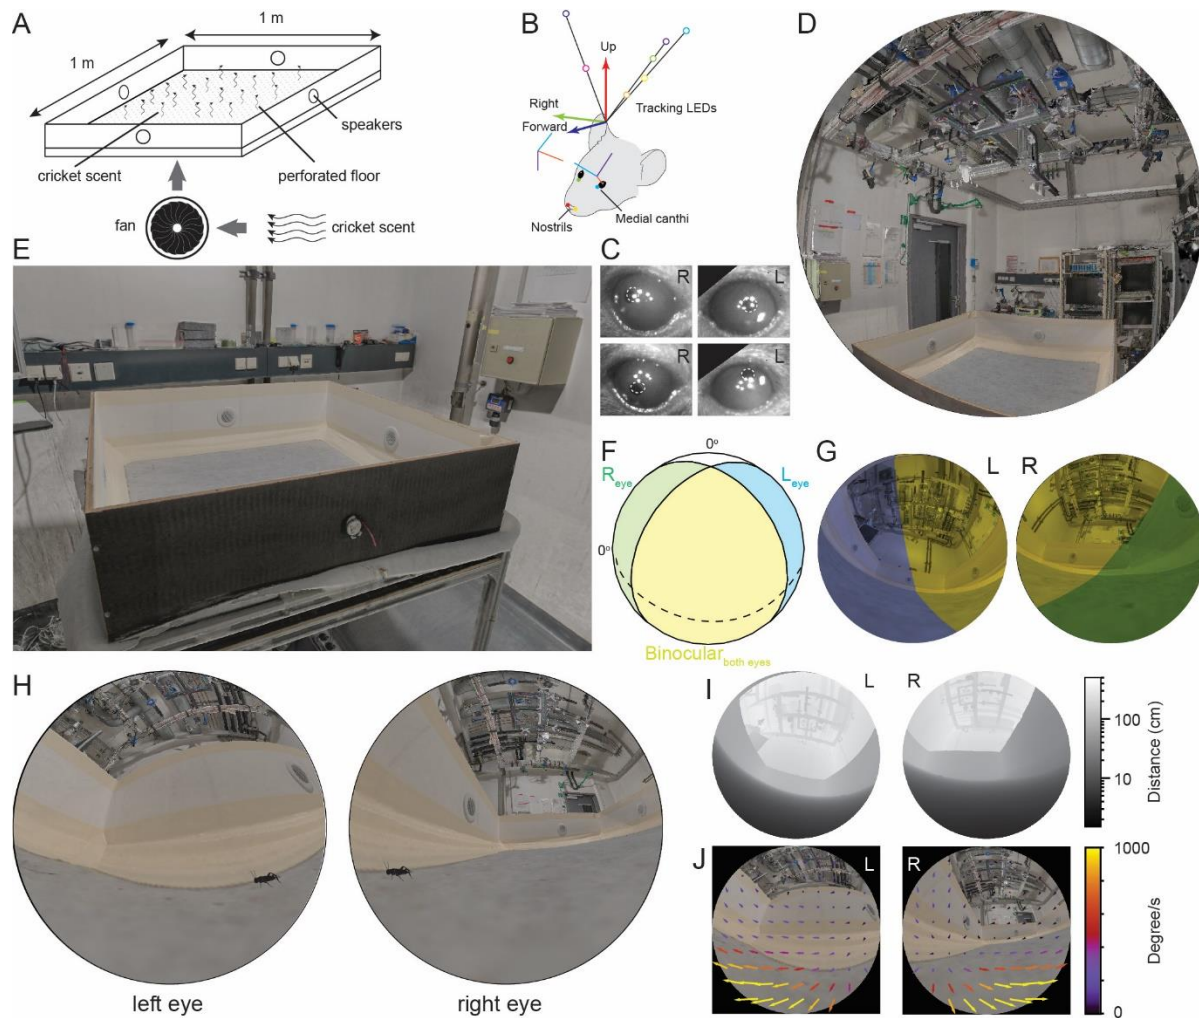 A
1 m
1 m
speakers
cricket scent
perforated floor
fan
cricket scent
B
Up
Right
Forward
Tracking LEDs
Medial canthi
Nostrils
C
R
L
R
L
D
E
F
0°
R eye
L eye
0°
Binocular both eyes
G
L
R
H
left eye
right eye
I
L
R
100
10
Distance (cm)
J
L
R
1000
0
Degree/s